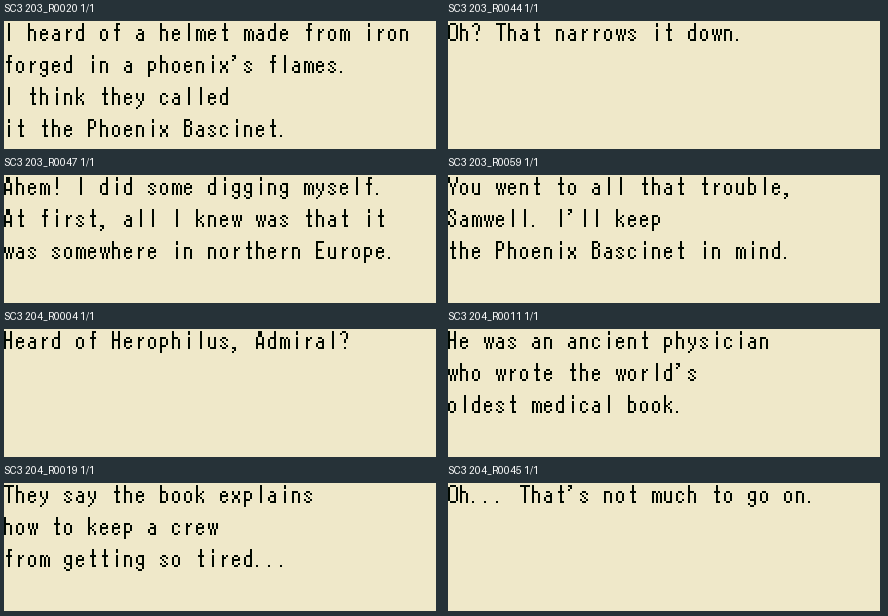 SC3 203_R0020 1/1
I heard of a helmet made from iron
forged in a phoenix's flames.
I think they called
it the Phoenix Bascinet.
SC3 203_R0044 1/1
Oh? That narrows it down.
SC3 203_R0047 1/1
Ahem! I did some digging myself.
At first, all I knew was that it
was somewhere in northern Europe.
SC3 203_R0059 1/1
You went to all that trouble,
Samwell. I'll keep
the Phoenix Bascinet in mind.
SC3 204_R0004 1/1
Heard of Herophilus, Admiral?
SC3 204_R0011 1/1
He was an ancient physician
who wrote the world's
oldest medical book.
SC3 204_R0019 1/1
They say the book explains
how to keep a crew
from getting so tired...
SC3 204_R0045 1/1
Oh... That's not much to go on.